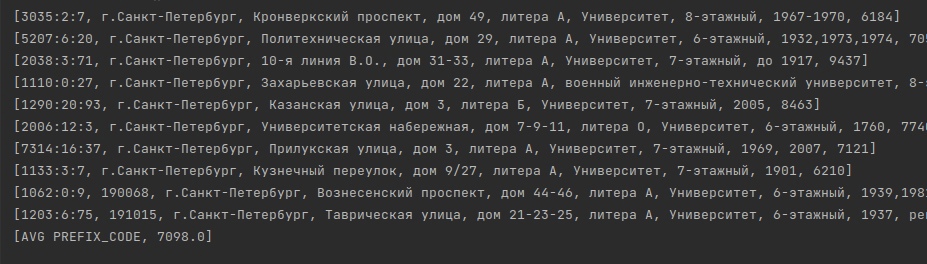 [3035:2:7, г.Санкт-Петербург, Кронверкский проспект, дом 49, литера А, Университет, 8-этажный, 1967-1970, 6184]
[5207:6:20, г.Санкт-Петербург, Политехническая улица, дом 29, литера А, Университет, 6-этажный, 1932,1973,1974, 705
[2038:3:71, г.Санкт-Петербург, 10-я линия В.О., дом 31-33, литера А, Университет, 7-этажный, до 1917, 9437]
[1110:0:27, г.Санкт-Петербург, Захарьевская улица, дом 22, литера А, военный инженерно-технический университет, 8-
[1290:20:93, г.Санкт-Петербург, Казанская улица, дом 3, литера Б, Университет, 7-этажный, 2005, 8463]
[2006:12:3, г.Санкт-Петербург, Университетская набережная, дом 7-9-11, литера О, Университет, 6-этажный, 1760, 7740
[7314:16:37, г.Санкт-Петербург, Прилукская улица, дом 3, литера А, Университет, 7-этажный, 1969, 2007, 7121]
[1133:3:7, г.Санкт-Петербург, Кузнечный переулок, дом 9/27, литера А, Университет, 7-этажный, 1901, 6210]
[1062:0:9, 190068, г.Санкт-Петербург, Вознесенский проспект, дом 44-46, литера А, Университет, 6-этажный, 1939,198
[1203:6:75, 191015, г.Санкт-Петербург, Таврическая улица, дом 21-23-25, литера А, Университет, 6-этажный, 1937, ре
[AVG PREFIX_CODE, 7098.0]